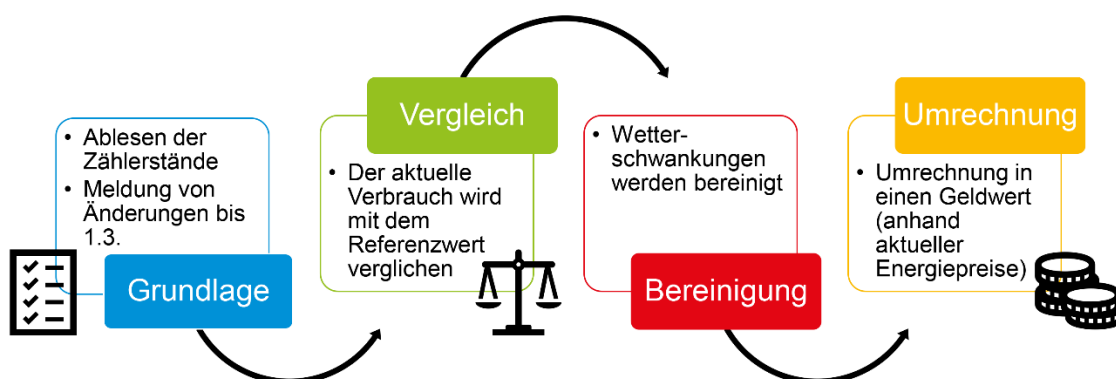 • Ablesen der
Zählerstände
• Meldung von
Änderungen bis
1.3.
Grundlage
Vergleich
• Der aktuelle
Verbrauch wird
mit dem
Referenzwert
verglichen
• Wetter-
schwankungen
werden bereinigt
Bereinigung
Umrechnung
• Umrechnung in
einen Geldwert
(anhand
aktueller
Energiepreise)